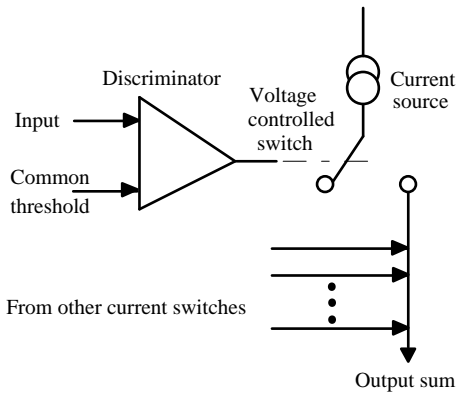 Discriminator
Voltage
controlled
switch
Current
source
Input
Common
threshold
From other current switches
Output sum